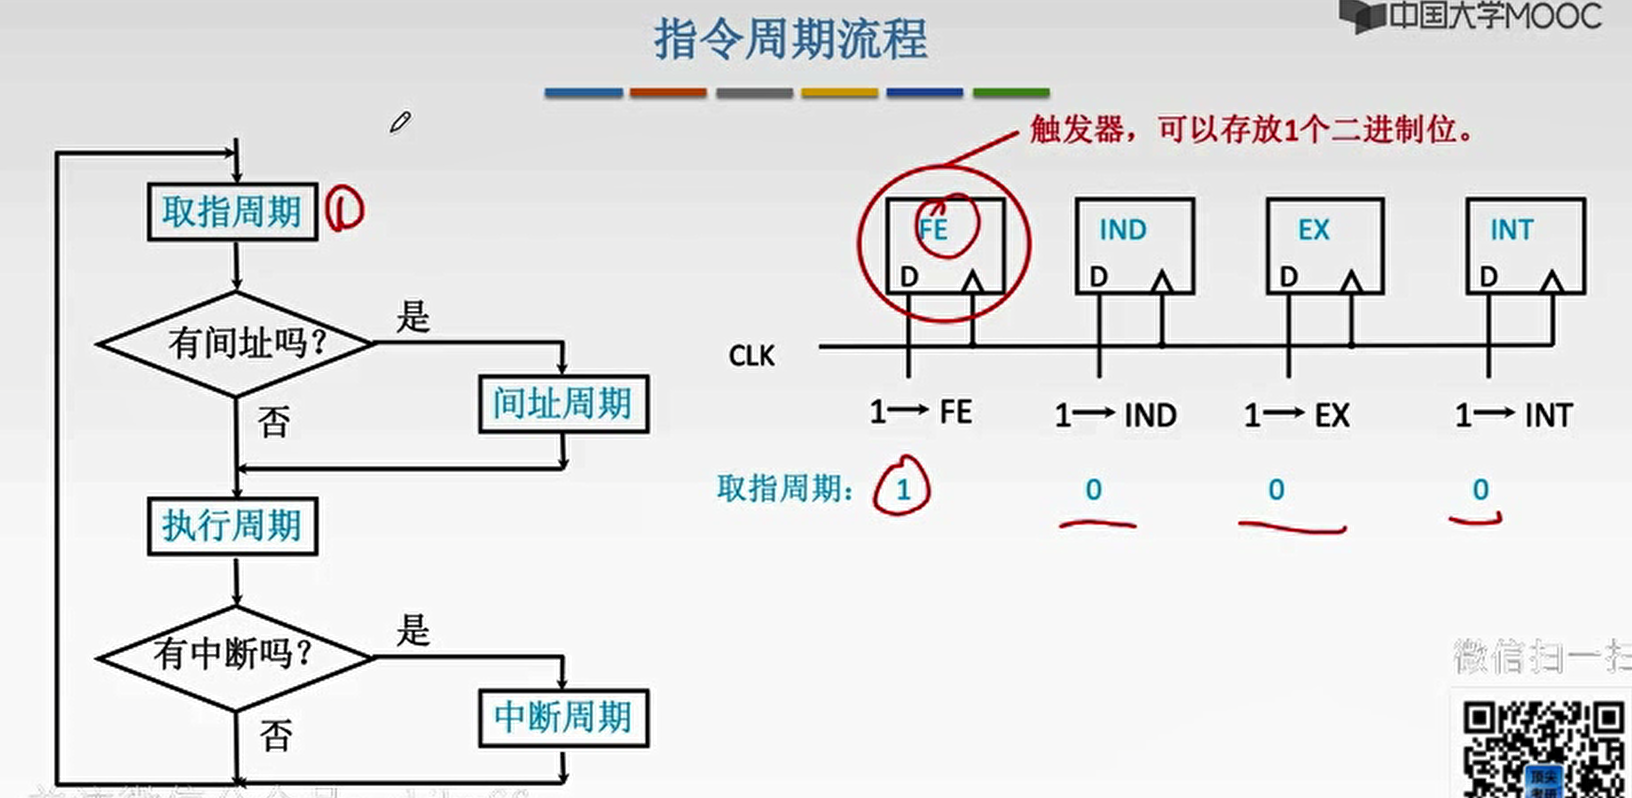 中国大学MOOC
指令周期流程
触发器，可以存放1个二进制位。
取指周期
FE
IND
EX
INT
D
D
D
D
有间址吗？
是
CLK
间址周期
否
1→ FE
1→ IND
1→ EX
1→ INT
取指周期：
1
0
0
0
执行周期
是
有中断吗？
微信扫一扫
中断周期
否
顶尖
考研